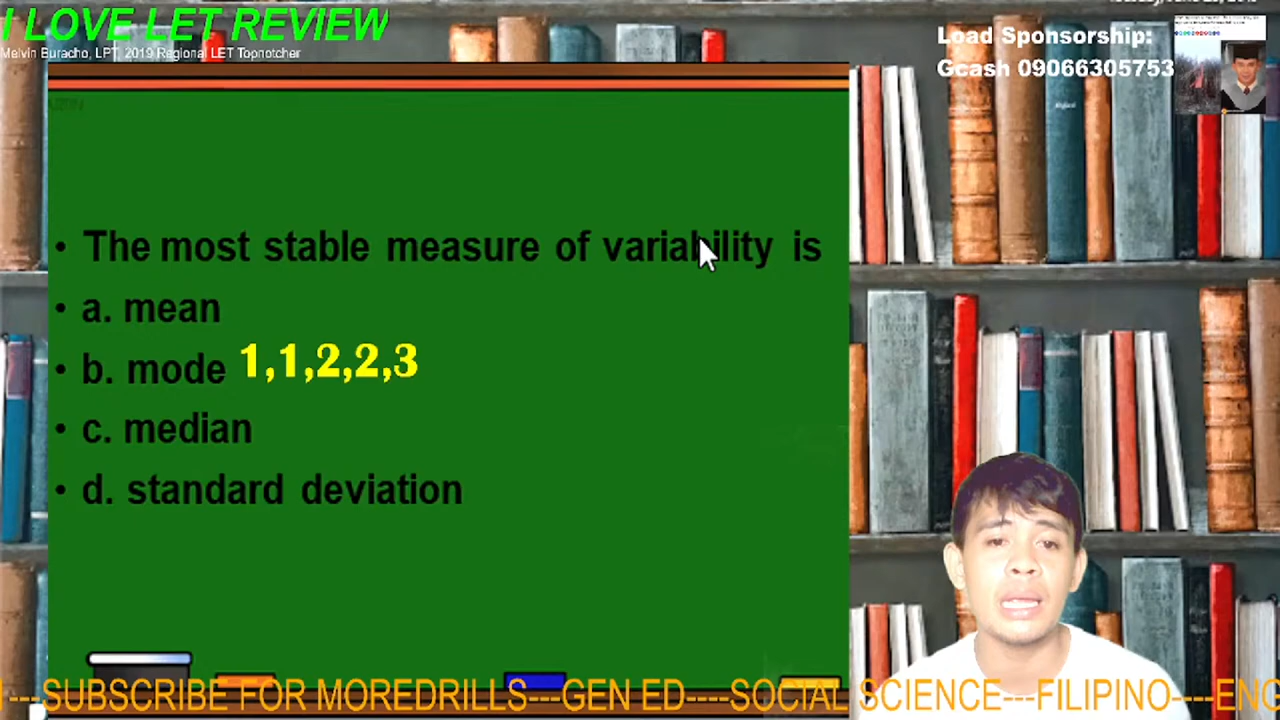 I LOVE LET REVIEW
Melvin Buracho, LPT, 2019 Regional LET Topnotcher
Load Sponsorship:
Gcash 09066305753
• The most stable measure of variability is
• a. mean
• b. mode 1,1,2,2,3
• c. median
• d. standard deviation
---SUBSCRIBE FOR MOREDRILLS---GEN ED----SOCIAL SCIENCE---FILIPINO----ENG